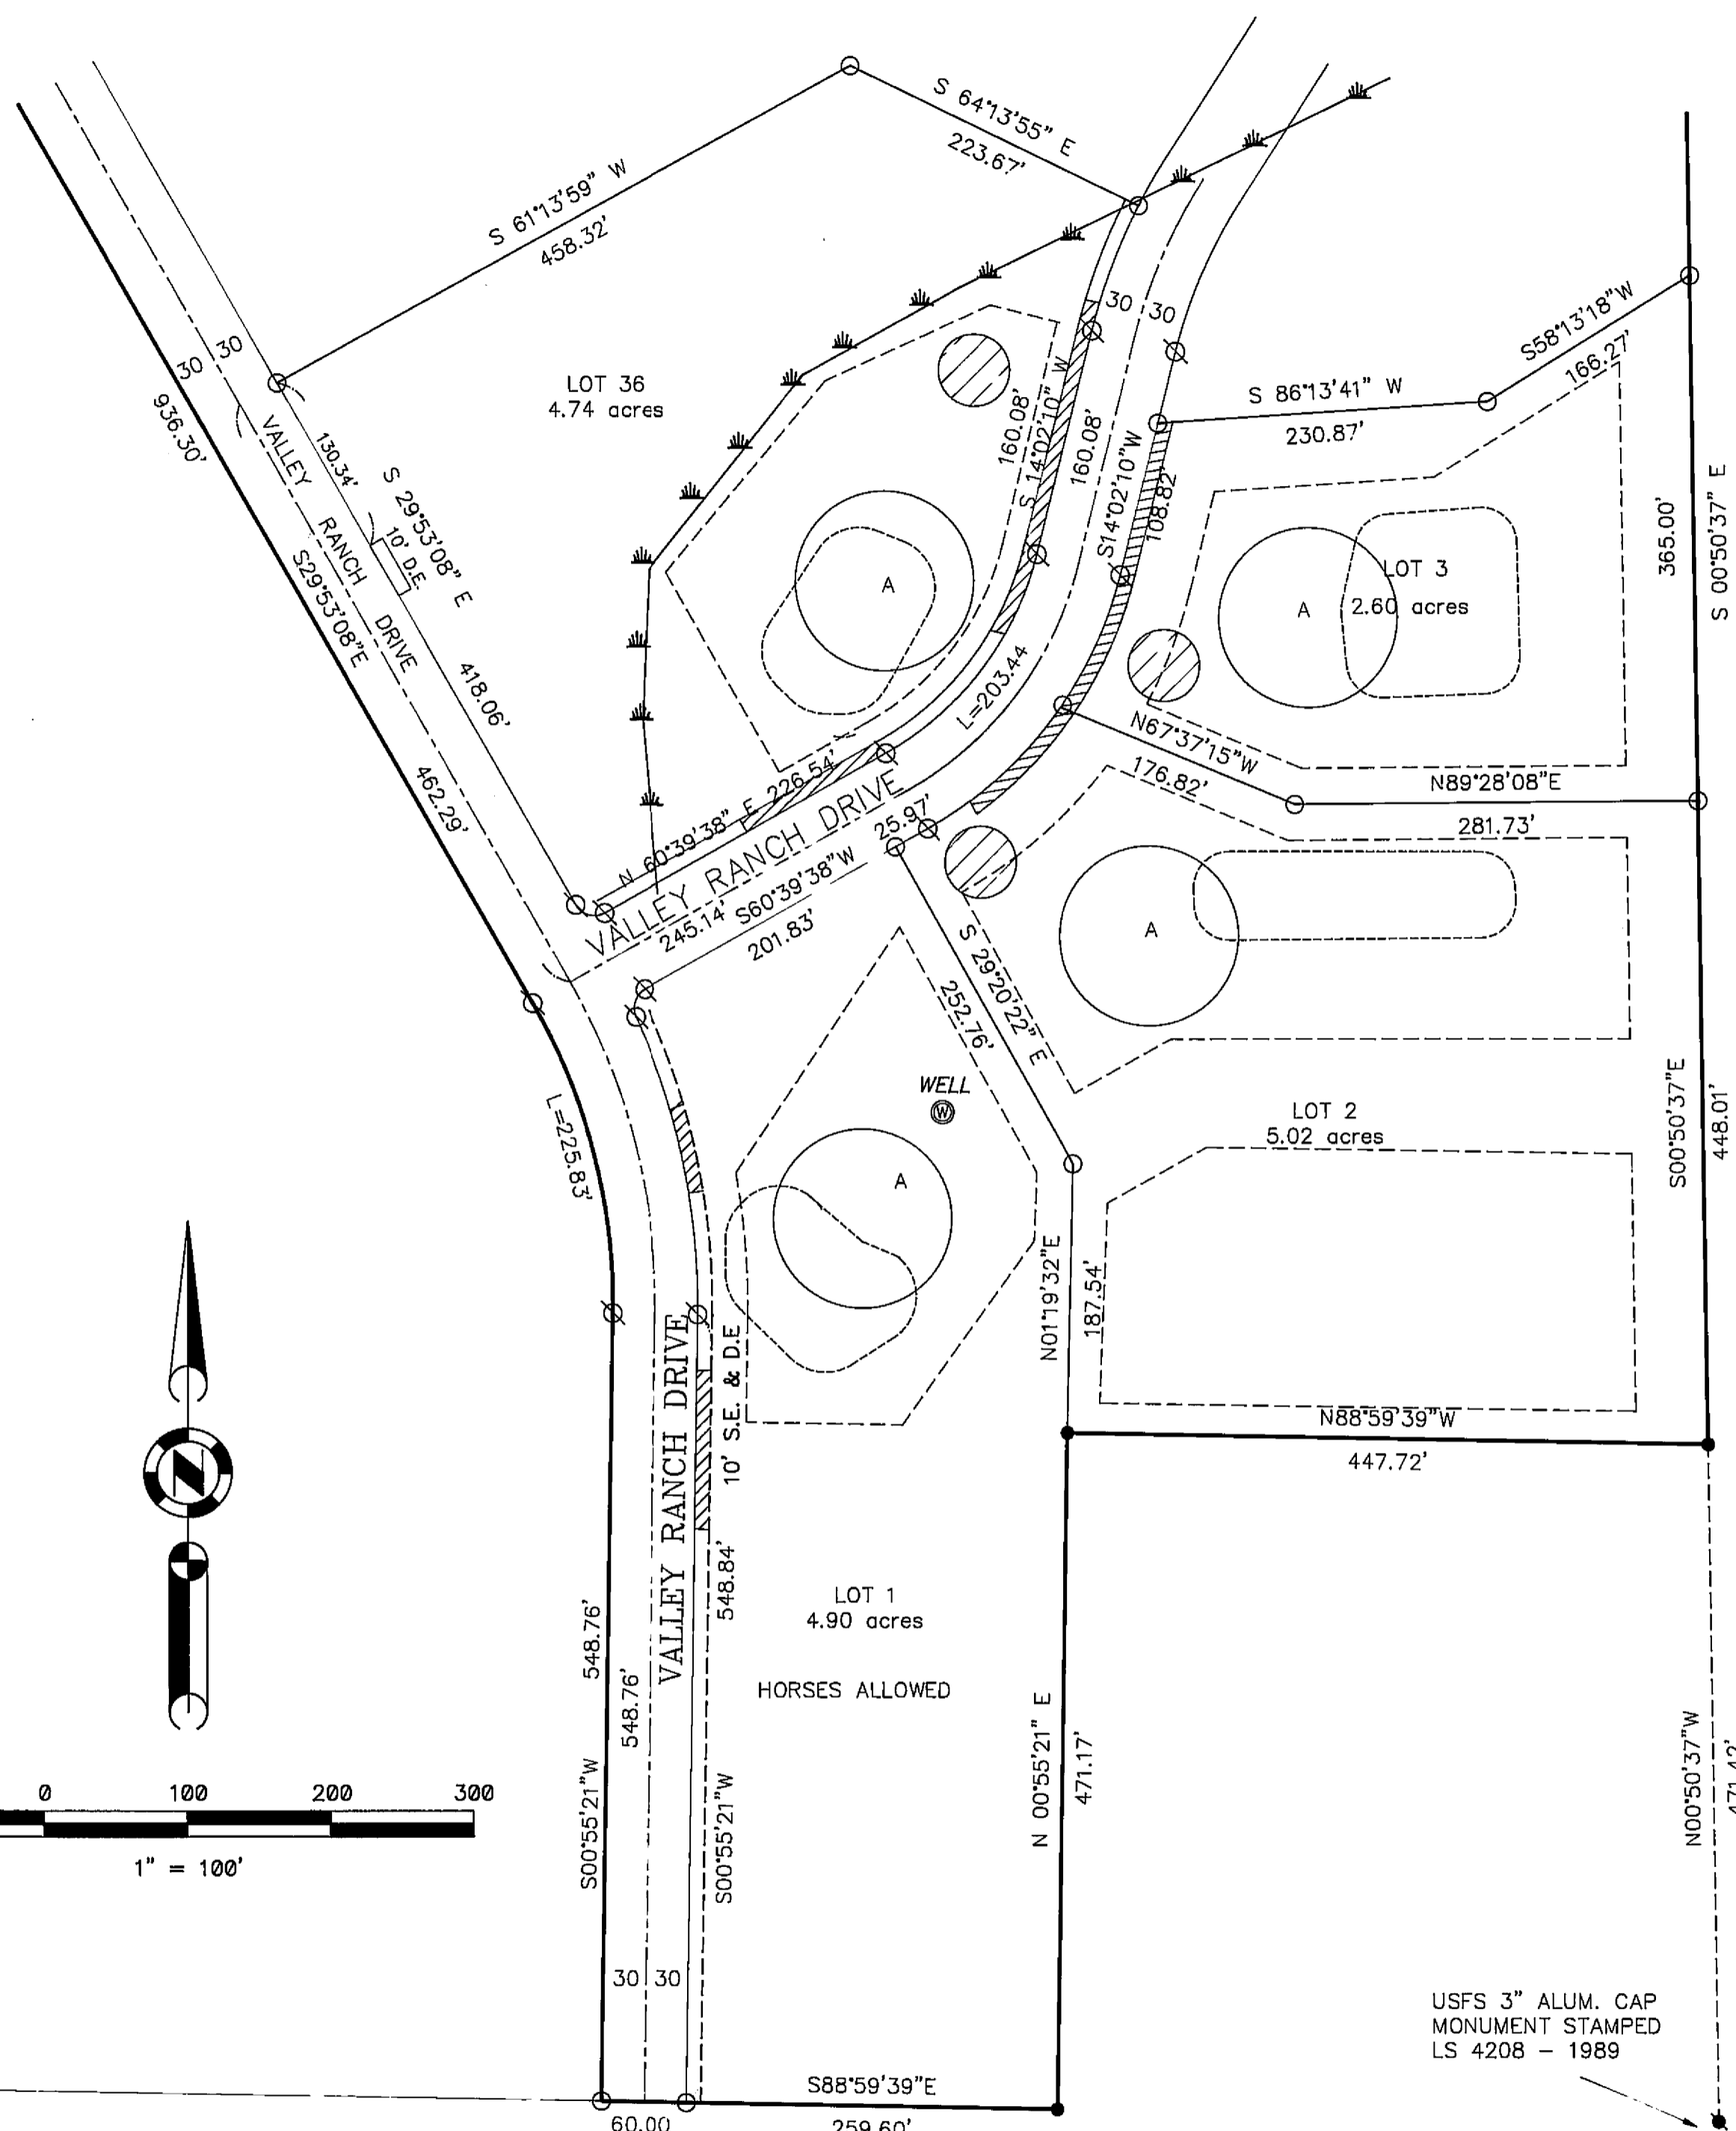 S 64°13'55" E
223.67'
S 61°13'59" W
458.32'
30 30
30 30
LOT 36
4.74 acres
936.30'
VALLEY RANCH DRIVE
130.34'
S 29°53'08" E
10' D.E.
S29°53'08"E
418.06'
462.29'
160.08'
S 14°02'10" W
160.08'
S14°02'10"W
108.82'
S58°13'18"W
166.27'
S 86°13'41" W
230.87'
LOT 3
2.60 acres
A
A
365.00'
S 00°50'37" E
L=203.44
N67°37'15"W
176.82'
N89°28'08"E
281.73'
N 60°39'38" E 226.54'
VALLEY RANCH DRIVE
25.97'
245.14'
S60°39'38"W
201.83'
A
S 29°20'22" E
252.76'
WELL
W
LOT 2
5.02 acres
S00°50'37"E
448.01'
L=225.83'
A
N01°19'32"E
187.54'
N88°59'39"W
447.72'
VALLEY RANCH DRIVE
10' S.E. & D.E
548.84'
LOT 1
4.90 acres
HORSES ALLOWED
548.76'
548.76'
S00°55'21"W
S00°55'21"W
N 00°55'21" E
471.17'
N00°50'37"W
471.42'
N
0 100 200 300
1" = 100'
30 30
USFS 3" ALUM. CAP
MONUMENT STAMPED
LS 4208 – 1989
S88°59'39"E
60.00
259.60'